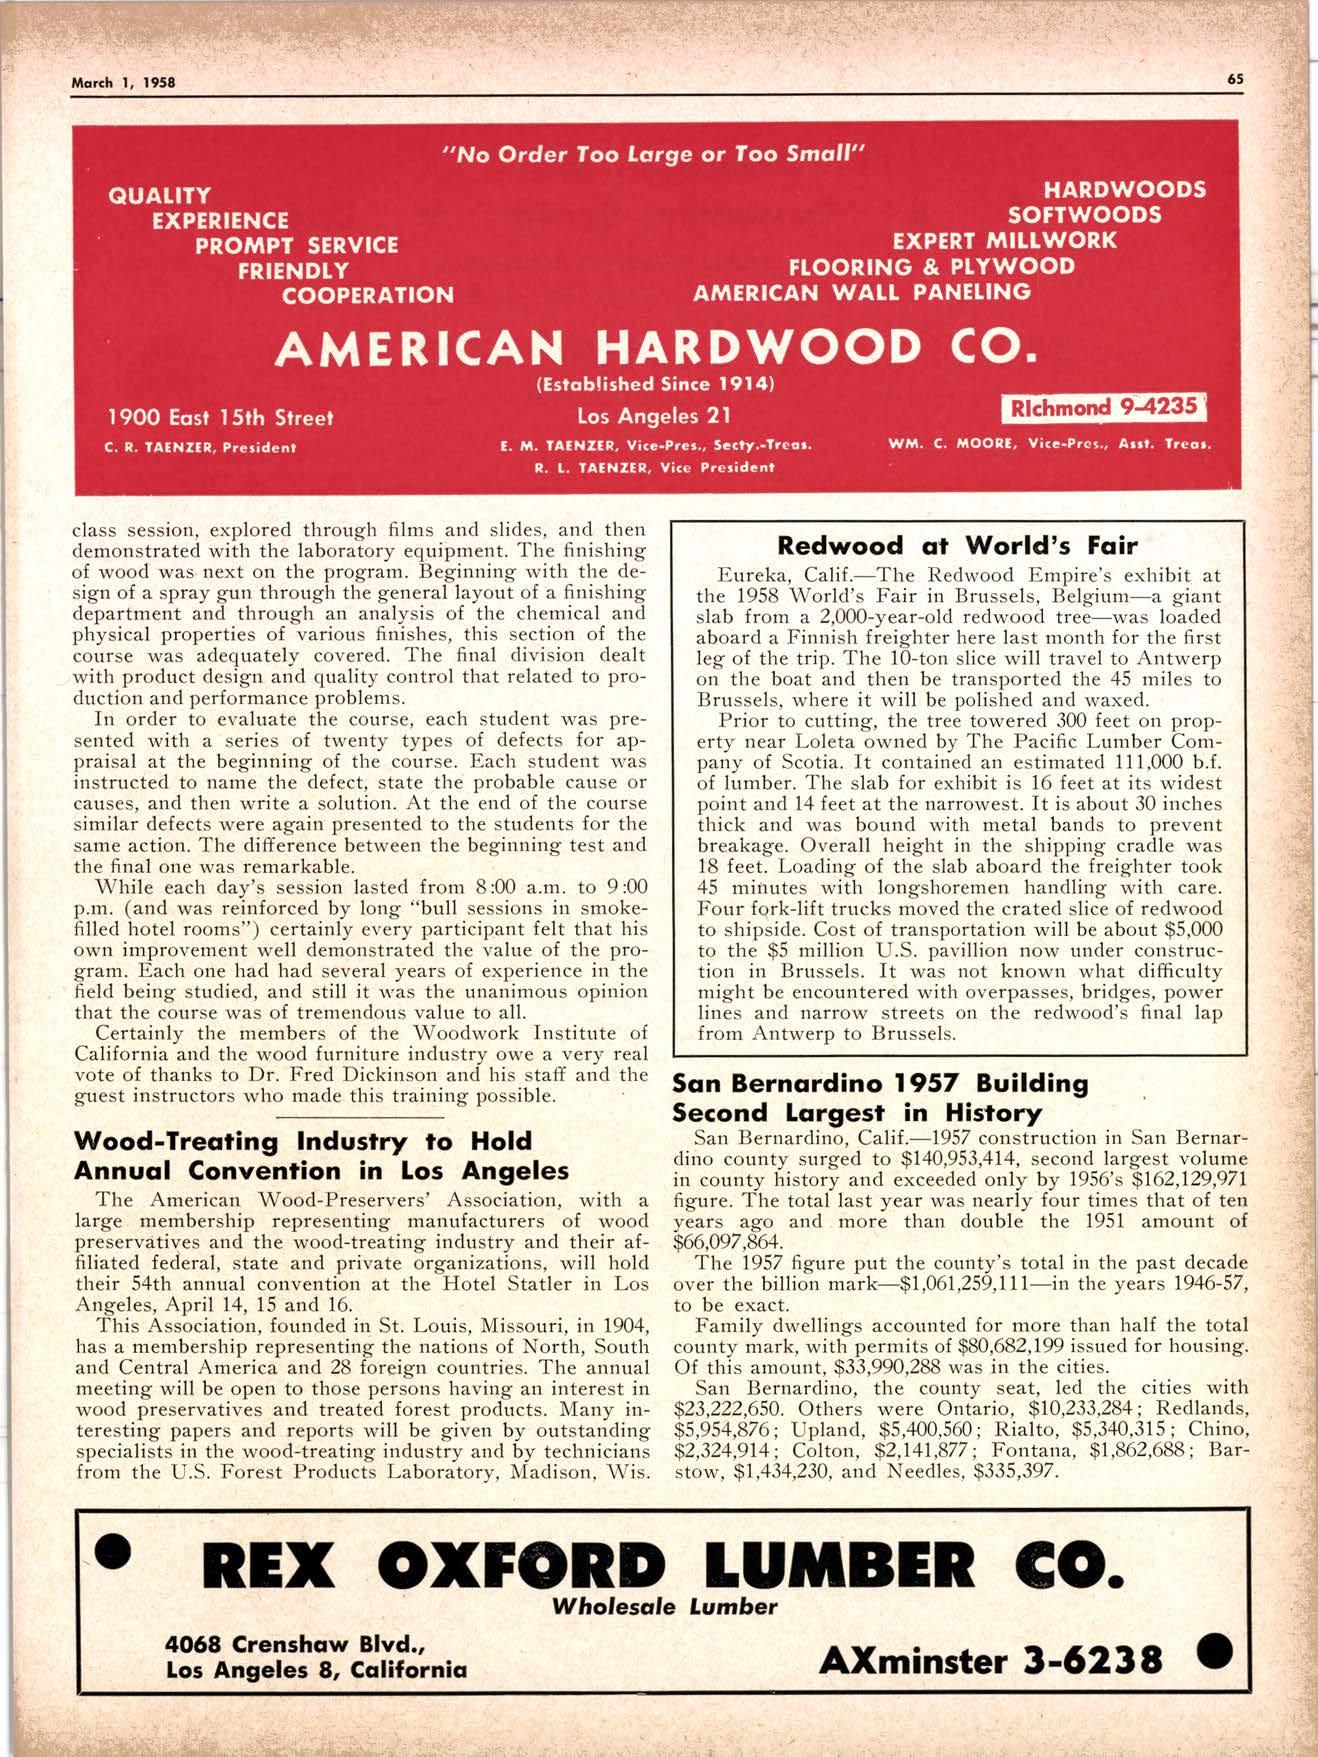 March 1, 1958
65
"No Order Too Large or Too Small"
QUALITY
EXPERIENCE
PROMPT SERVICE
FRIENDLY
COOPERATION
HARDWOODS
SOFTWOODS
EXPERT MILLWORK
FLOORING & PLYWOOD
AMERICAN WALL PANELING
AMERICAN HARDWOOD CO.
(Established Since 1914)
1900 East 15th Street
Los Angeles 21
RIchmond 9-4235
C. R. TAENZER, President
E. M. TAENZER, Vice-Pres., Secty.-Treas.
WM. C. MOORE, Vice-Pres., Asst. Treas.
R. L. TAENZER, Vice President
class session, explored through films and slides, and then
demonstrated with the laboratory equipment. The finishing
of wood was next on the program. Beginning with the de-
sign of a spray gun through the general layout of a finishing
department and through an analysis of the chemical and
physical properties of various finishes, this section of the
course was adequately covered. The final division dealt
with product design and quality control that related to pro-
duction and performance problems.
In order to evaluate the course, each student was pre-
sented with a series of twenty types of defects for ap-
praisal at the beginning of the course. Each student was
instructed to name the defect, state the probable cause or
causes, and then write a solution. At the end of the course
similar defects were again presented to the students for the
same action. The difference between the beginning test and
the final one was remarkable.
While each day's session lasted from 8:00 a.m. to 9:00
p.m. (and was reinforced by long "bull sessions in smoke-
filled hotel rooms") certainly every participant felt that his
own improvement well demonstrated the value of the pro-
gram. Each one had had several years of experience in the
field being studied, and still it was the unanimous opinion
that the course was of tremendous value to all.
Certainly the members of the Woodwork Institute of
California and the wood furniture industry owe a very real
vote of thanks to Dr. Fred Dickinson and his staff and the
guest instructors who made this training possible.
Wood-Treating Industry to Hold
Annual Convention in Los Angeles
The American Wood-Preservers' Association, with a
large membership representing manufacturers of wood
preservatives and the wood-treating industry and their af-
filiated federal, state and private organizations, will hold
their 54th annual convention at the Hotel Statler in Los
Angeles, April 14, 15 and 16.
This Association, founded in St. Louis, Missouri, in 1904,
has a membership representing the nations of North, South
and Central America and 28 foreign countries. The annual
meeting will be open to those persons having an interest in
wood preservatives and treated forest products. Many in-
teresting papers and reports will be given by outstanding
specialists in the wood-treating industry and by technicians
from the U.S. Forest Products Laboratory, Madison, Wis.
Redwood at World's Fair
Eureka, Calif.—The Redwood Empire's exhibit at
the 1958 World's Fair in Brussels, Belgium—a giant
slab from a 2,000-year-old redwood tree—was loaded
aboard a Finnish freighter here last month for the first
leg of the trip. The 10-ton slice will travel to Antwerp
on the boat and then be transported the 45 miles to
Brussels, where it will be polished and waxed.
Prior to cutting, the tree towered 300 feet on prop-
erty near Loleta owned by The Pacific Lumber Com-
pany of Scotia. It contained an estimated 111,000 b.f.
of lumber. The slab for exhibit is 16 feet at its widest
point and 14 feet at the narrowest. It is about 30 inches
thick and was bound with metal bands to prevent
breakage. Overall height in the shipping cradle was
18 feet. Loading of the slab aboard the freighter took
45 minutes with longshoremen handling with care.
Four fork-lift trucks moved the crated slice of redwood
to shipside. Cost of transportation will be about $5,000
to the $5 million U.S. pavillion now under construc-
tion in Brussels. It was not known what difficulty
might be encountered with overpasses, bridges, power
lines and narrow streets on the redwood's final lap
from Antwerp to Brussels.
San Bernardino 1957 Building
Second Largest in History
San Bernardino, Calif.—1957 construction in San Bernar-
dino county surged to $140,953,414, second largest volume
in county history and exceeded only by 1956's $162,129,971
figure. The total last year was nearly four times that of ten
years ago and more than double the 1951 amount of
$66,097,864.
The 1957 figure put the county's total in the past decade
over the billion mark—$1,061,259,111—in the years 1946-57,
to be exact.
Family dwellings accounted for more than half the total
county mark, with permits of $80,682,199 issued for housing.
Of this amount, $33,990,288 was in the cities.
San Bernardino, the county seat, led the cities with
$23,222,650. Others were Ontario, $10,233,284; Redlands,
$5,954,876; Upland, $5,400,560; Rialto, $5,340,315; Chino,
$2,324,914; Colton, $2,141,877; Fontana, $1,862,688; Bar-
stow, $1,434,230, and Needles, $335,397.
REX OXFORD LUMBER CO.
Wholesale Lumber
4068 Crenshaw Blvd.,
Los Angeles 8, California
AXminster 3-6238